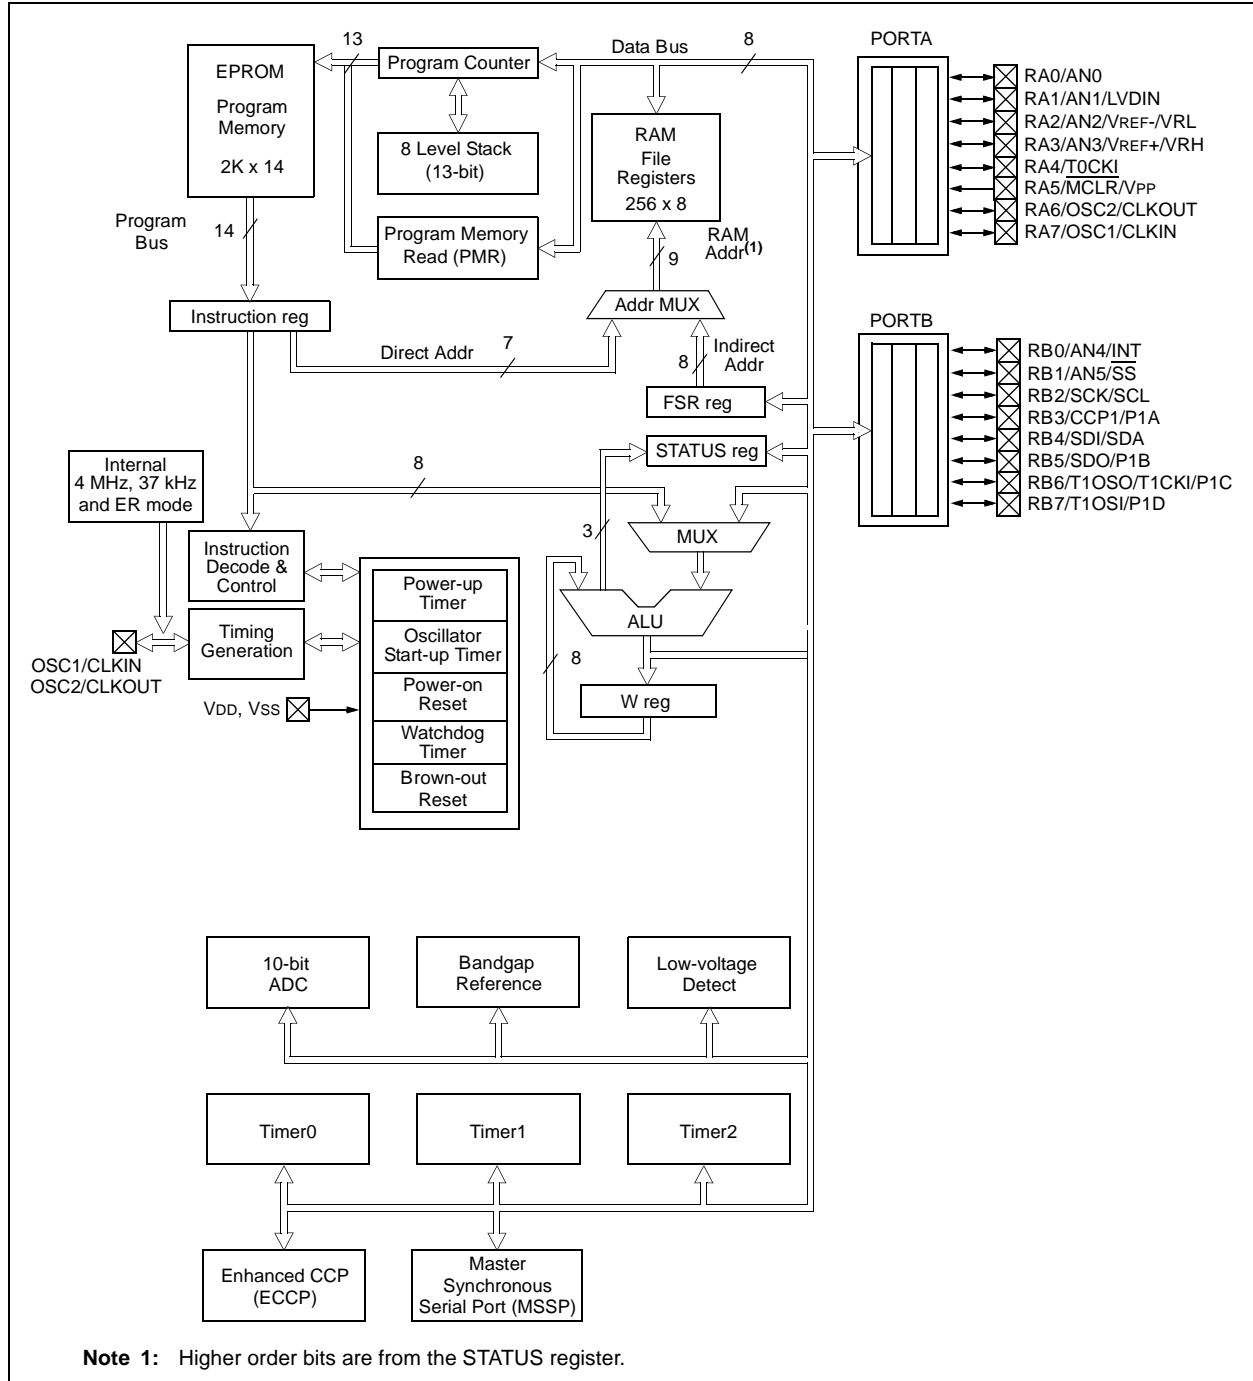 EPROM
Program
Memory
2K x 14
13
Program Counter
8 Level Stack
(13-bit)
Program Memory
Read (PMR)
Data Bus
8
RAM
File
Registers
256 x 8
RAM
Addr(1)
9
Addr MUX
Program
Bus
14
Instruction reg
Direct Addr
7
8
Indirect
Addr
FSR reg
STATUS reg
8
3
MUX
ALU
8
W reg
Internal
4 MHz, 37 kHz
and ER mode
Instruction
Decode &
Control
Timing
Generation
OSC1/CLKIN
OSC2/CLKOUT
VDD, VSS
Power-up
Timer
Oscillator
Start-up Timer
Power-on
Reset
Watchdog
Timer
Brown-out
Reset
PORTA
RA0/AN0
RA1/AN1/LVDIN
RA2/AN2/VREF-/VRL
RA3/AN3/VREF+/VRH
RA4/T0CKI
RA5/MCLR/VPP
RA6/OSC2/CLKOUT
RA7/OSC1/CLKIN
PORTB
RB0/AN4/INT
RB1/AN5/SS
RB2/SCK/SCL
RB3/CCP1/P1A
RB4/SDI/SDA
RB5/SDO/P1B
RB6/T1OSO/T1CKI/P1C
RB7/T1OSI/P1D
10-bit
ADC
Bandgap
Reference
Low-voltage
Detect
Timer0
Timer1
Timer2
Enhanced CCP
(ECCP)
Master
Synchronous
Serial Port (MSSP)
Note 1: Higher order bits are from the STATUS register.